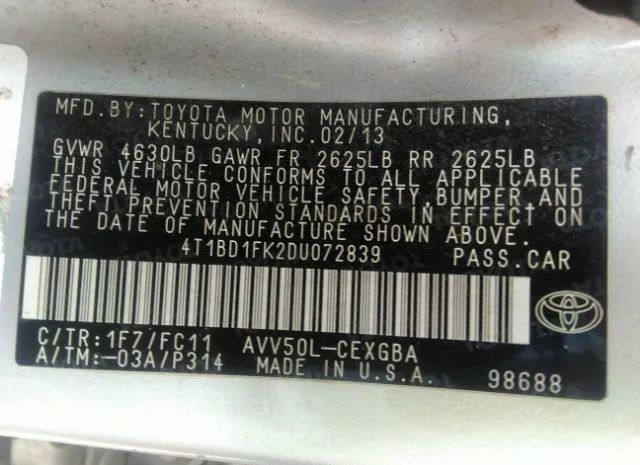 MFD.BY:TOYOTA MOTOR MANUFACTURING,
KENTUCKY,INC.02/13
GVWR 4630LB GAWR FR 2625LB RR 2625LB
THIS VEHICLE CONFORMS TO ALL APPLICABLE
FEDERAL MOTOR VEHICLE SAFETY,BUMPER,AND
THEFT PREVENTION STANDARDS IN EFFECT ON
THE DATE OF MANUFACTURE SHOWN ABOVE.
4T1BD1FK2DU072839 PASS.CAR
C/TR:1F7/FC11 AVV50L-CEXGBA
A/TM:-03A/P314 MADE IN U.S.A. 98688